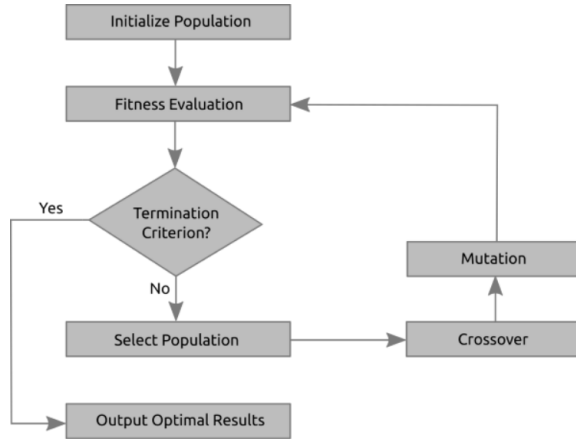 Initialize Population
Fitness Evaluation
Termination
Criterion?
Yes
No
Select Population
Crossover
Mutation
Output Optimal Results